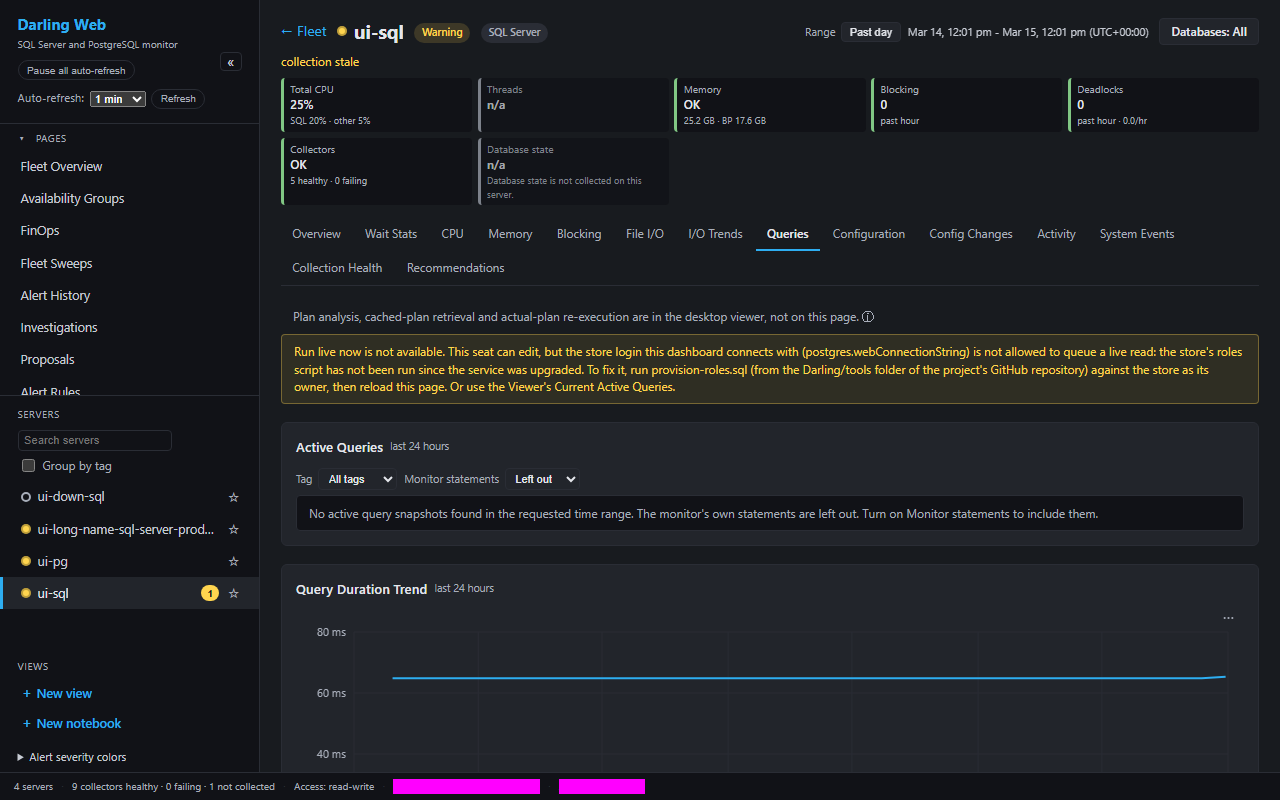 Darling Web
SQL Server and PostgreSQL monitor
Pause all auto-refresh
«
Auto-refresh: 1 min Refresh
PAGES
Fleet Overview
Availability Groups
FinOps
Fleet Sweeps
Alert History
Investigations
Proposals
Alert Rules
SERVERS
Search servers
Group by tag
ui-down-sql
ui-long-name-sql-server-prod...
ui-pg
ui-sql 1
VIEWS
+ New view
+ New notebook
Alert severity colors
← Fleet ui-sql Warning SQL Server
Range Past day Mar 14, 12:01 pm - Mar 15, 12:01 pm (UTC+00:00) Databases: All
collection stale
Total CPU
25%
SQL 20% · other 5%
Threads
n/a
Memory
OK
25.2 GB · BP 17.6 GB
Blocking
0
past hour
Deadlocks
0
past hour · 0.0/hr
Collectors
OK
5 healthy · 0 failing
Database state
n/a
Database state is not collected on this
server.
Overview Wait Stats CPU Memory Blocking File I/O I/O Trends Queries Configuration Config Changes Activity System Events
Collection Health Recommendations
Plan analysis, cached-plan retrieval and actual-plan re-execution are in the desktop viewer, not on this page. ⓘ
Run live now is not available. This seat can edit, but the store login this dashboard connects with (postgres.webConnectionString) is not allowed to queue a live read: the store's roles
script has not been run since the service was upgraded. To fix it, run provision-roles.sql (from the Darling/tools folder of the project's GitHub repository) against the store as its
owner, then reload this page. Or use the Viewer's Current Active Queries.
Active Queries last 24 hours
Tag All tags Monitor statements Left out
No active query snapshots found in the requested time range. The monitor's own statements are left out. Turn on Monitor statements to include them.
Query Duration Trend last 24 hours
...
80 ms
60 ms
40 ms
4 servers · 9 collectors healthy · 0 failing · 1 not collected · Access: read-write